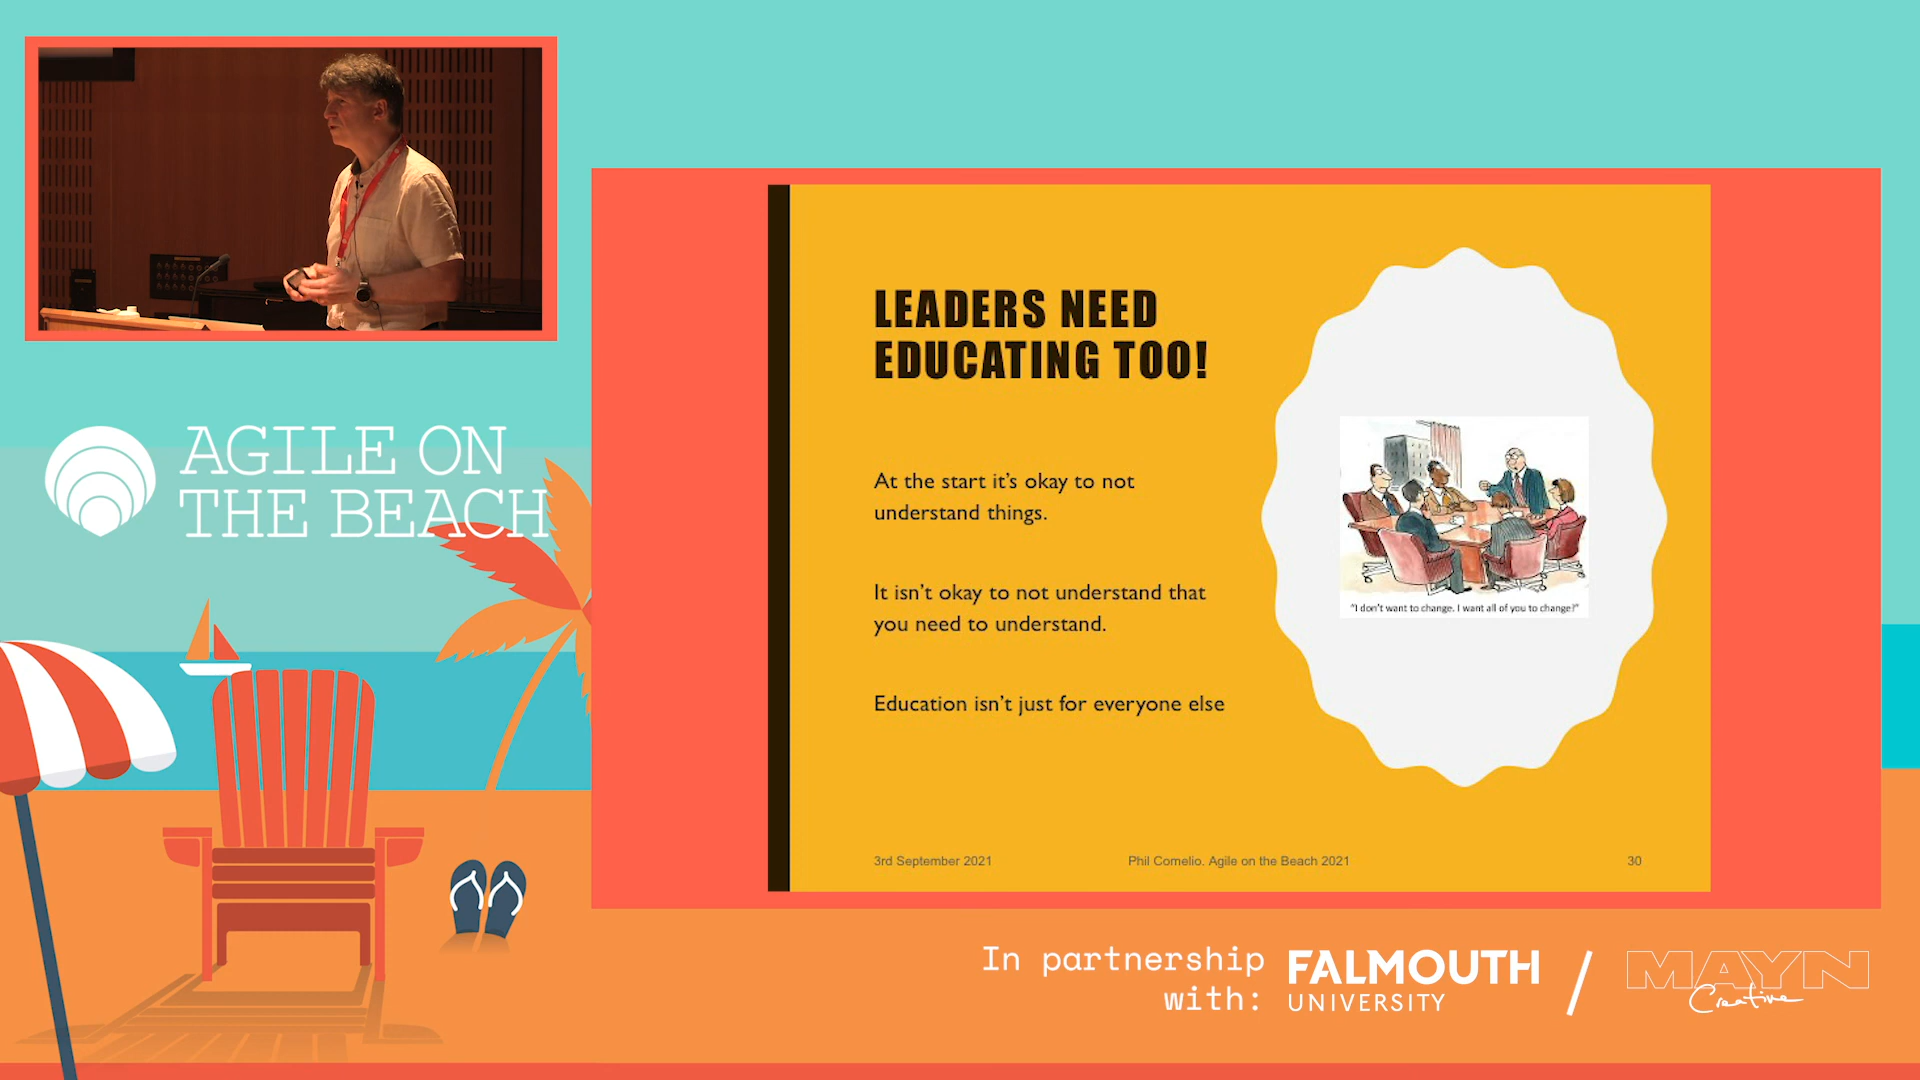 AGILE ON
THE BEACH
LEADERS NEED
EDUCATING TOO!
At the start it’s okay to not
understand things.
It isn’t okay to not understand that
you need to understand.
Education isn’t just for everyone else
“I don’t want to change. I want all of you to change!”
3rd September 2021
Phil Comelio. Agile on the Beach 2021
30
In partnership
with:
FALMOUTH
UNIVERSITY
/
MAYN
Creative